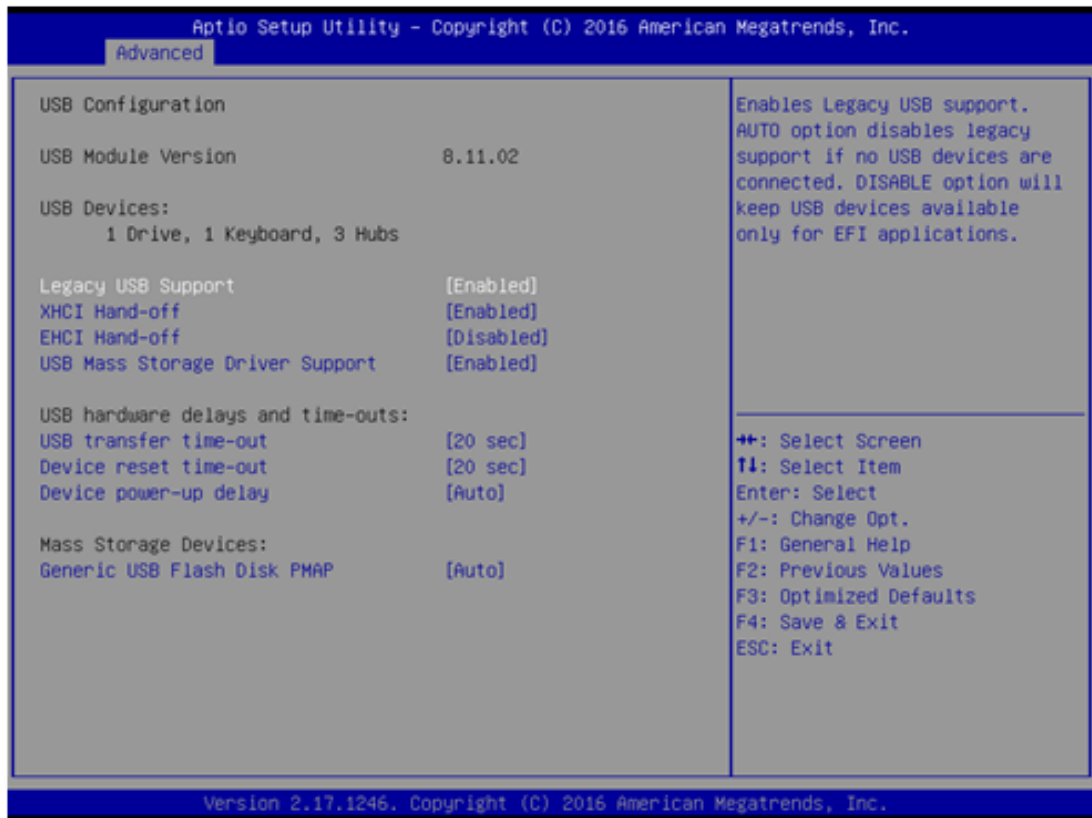 Aptio Setup Utility – Copyright (C) 2016 American Megatrends, Inc.
Advanced
USB Configuration
USB Module Version 8.11.02
USB Devices:
1 Drive, 1 Keyboard, 3 Hubs
Legacy USB Support [Enabled]
XHCI Hand-off [Enabled]
EHCI Hand-off [Disabled]
USB Mass Storage Driver Support [Enabled]
USB hardware delays and time-outs:
USB transfer time-out [20 sec]
Device reset time-out [20 sec]
Device power-up delay [Auto]
Mass Storage Devices:
Generic USB Flash Disk PMAP [Auto]
Enables Legacy USB support.
AUTO option disables legacy
support if no USB devices are
connected. DISABLE option will
keep USB devices available
only for EFI applications.
→←: Select Screen
↑↓: Select Item
Enter: Select
+/-: Change Opt.
F1: General Help
F2: Previous Values
F3: Optimized Defaults
F4: Save & Exit
ESC: Exit
Version 2.17.1246. Copyright (C) 2016 American Megatrends, Inc.